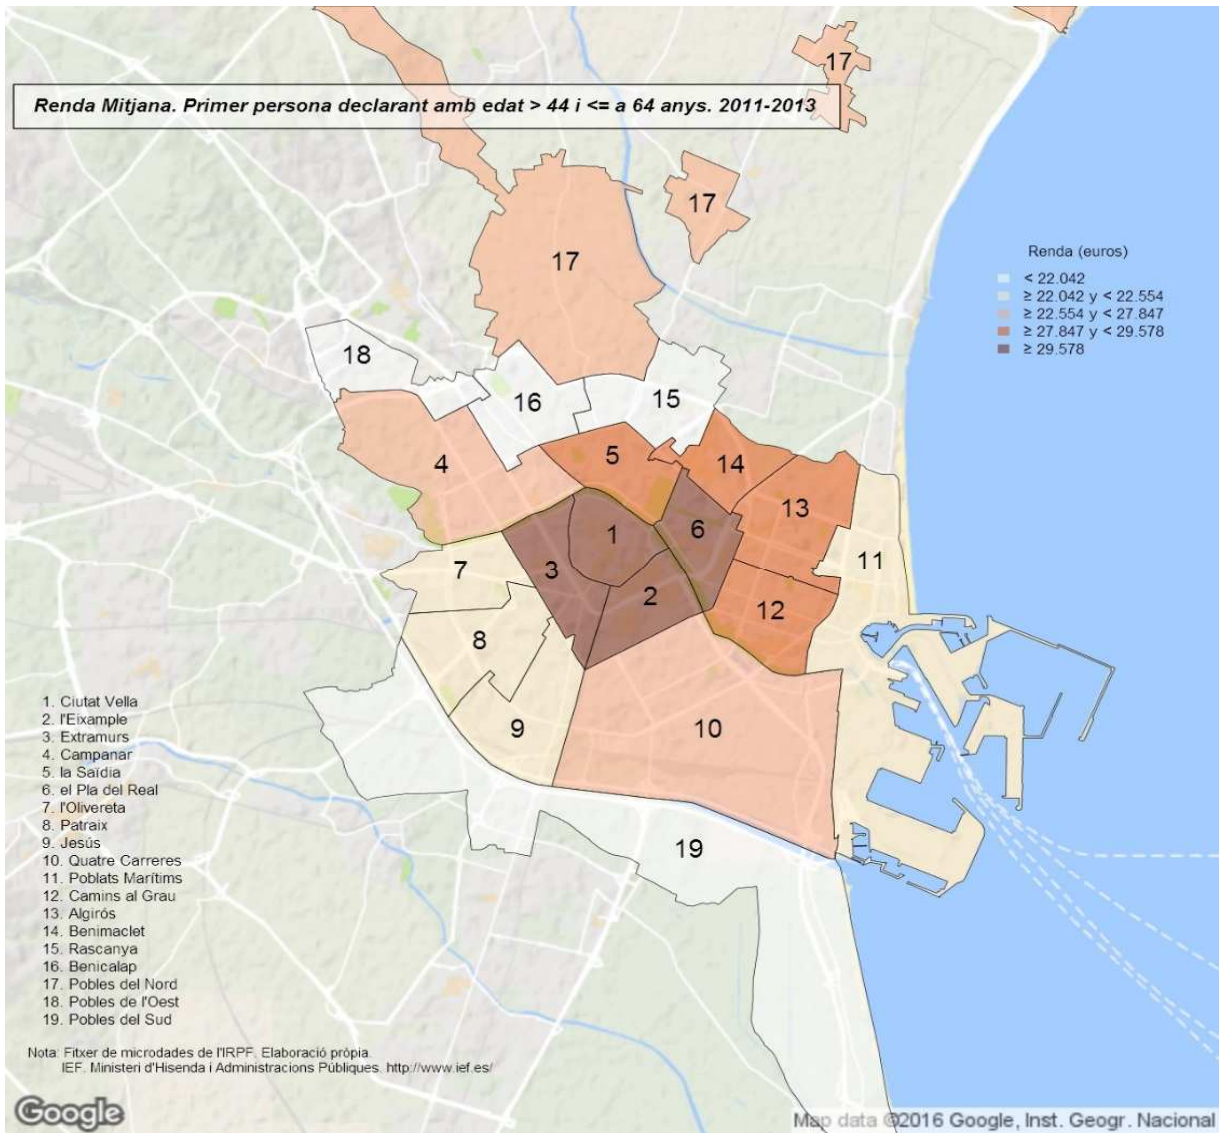 17
Renda Mitjana. Primer persona declarant amb edat > 44 i <= a 64 anys. 2011-2013
17
17
Renda (euros)
< 22.042
≥ 22.042 y < 22.554
≥ 22.554 y < 27.847
≥ 27.847 y < 29.578
≥ 29.578
18
16
15
4
5
14
13
1
6
11
3
7
2
12
8
9
10
19
1. Ciutat Vella
2. l'Eixample
3. Extramurs
4. Campanar
5. la Saïdia
6. el Pla del Real
7. l'Olivereta
8. Patraix
9. Jesús
10. Quatre Carreres
11. Poblats Marítims
12. Camins al Grau
13. Algirós
14. Benimaclet
15. Rascanya
16. Benicalap
17. Pobles del Nord
18. Pobles de l'Oest
19. Pobles del Sud
Nota: Fitxer de microdades de l'IRPF. Elaboració pròpia.
IEF. Ministeri d'Hisenda i Administracions Públiques. http://www.ief.es/
Google
Map data ©2016 Google, Inst. Geogr. Nacional